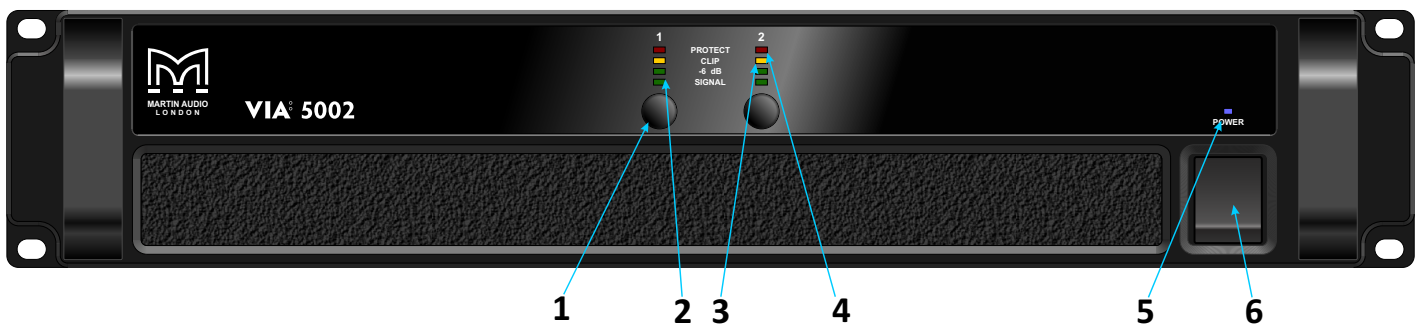 1 2
PROTECT
CLIP
-6 dB
SIGNAL
MARTIN AUDIO
LONDON
VIA 5002
POWER
1 2 3 4 5 6